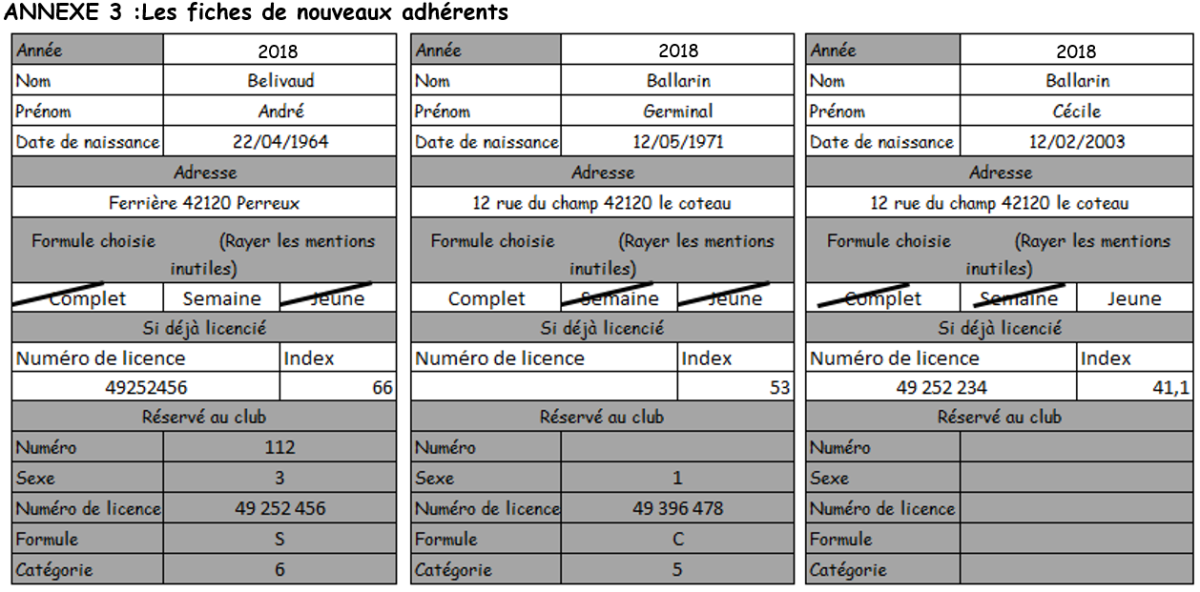 ANNEXE 3 :Les fiches de nouveaux adhérents
Année 2018
Nom Belivaud
Prénom André
Date de naissance 22/04/1964
Adresse
Ferrière 42120 Perreux
Formule choisie (Rayer les mentions
inutiles)
Complet Semaine Jeune
Si déjà licencié
Numéro de licence Index
49252456 66
Réservé au club
Numéro 112
Sexe 3
Numéro de licence 49 252 456
Formule S
Catégorie 6
Année 2018
Nom Ballarin
Prénom Germinal
Date de naissance 12/05/1971
Adresse
12 rue du champ 42120 le coteau
Formule choisie (Rayer les mentions
inutiles)
Complet Semaine Jeune
Si déjà licencié
Numéro de licence Index
53
Réservé au club
Numéro
Sexe 1
Numéro de licence 49 396 478
Formule C
Catégorie 5
Année 2018
Nom Ballarin
Prénom Cécile
Date de naissance 12/02/2003
Adresse
12 rue du champ 42120 le coteau
Formule choisie (Rayer les mentions
inutiles)
Complet Semaine Jeune
Si déjà licencié
Numéro de licence Index
49 252 234 41,1
Réservé au club
Numéro
Sexe
Numéro de licence
Formule
Catégorie